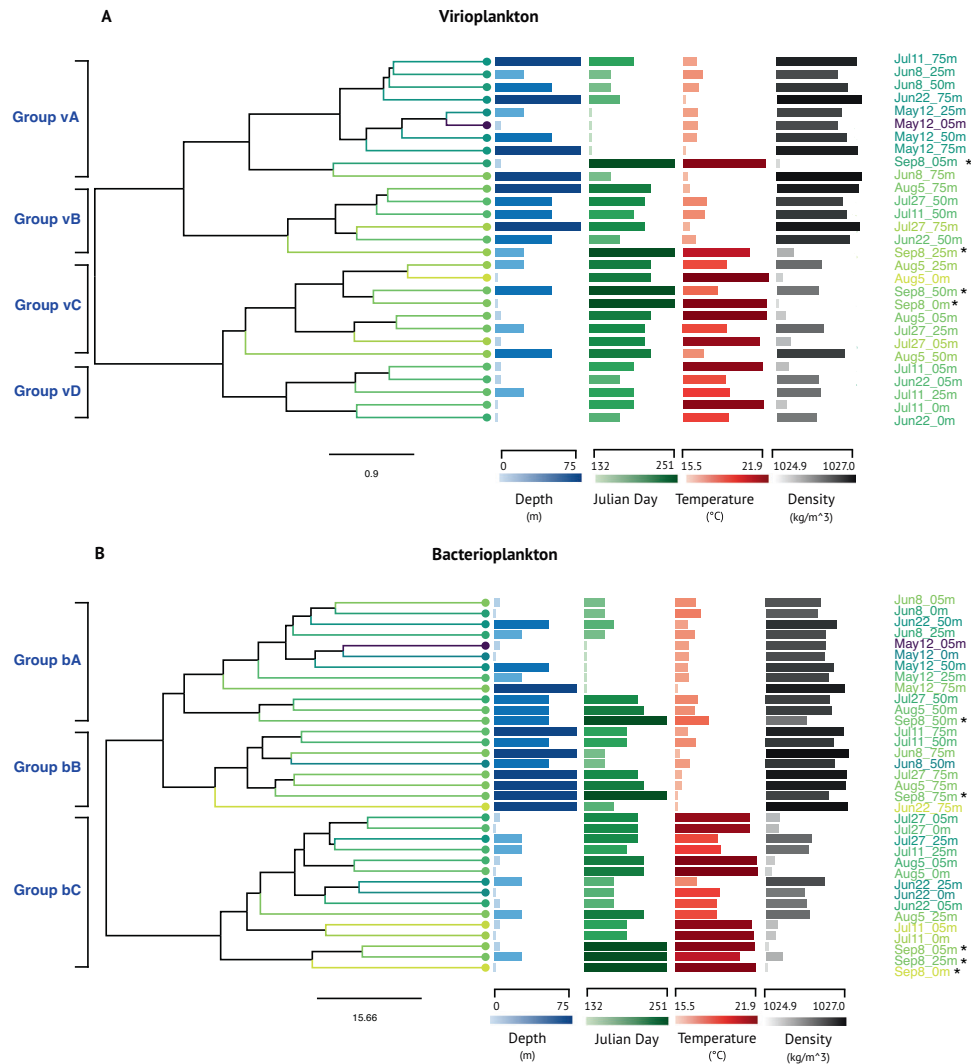 A
Virioplankton
Group vA
Group vB
Group vC
Group vD
Jul11_75m
Jun8_25m
Jun8_50m
Jun22_75m
May12_25m
May12_05m
May12_50m
May12_75m
Sep8_05m *
Jun8_75m
Aug5_75m
Jul27_50m
Jul11_50m
Jul27_75m
Jun22_50m
Sep8_25m *
Aug5_25m
Aug5_0m
Sep8_50m *
Sep8_0m *
Aug5_05m
Jul27_25m
Jul27_05m
Aug5_50m
Jul11_05m
Jun22_05m
Jul11_25m
Jul11_0m
Jun22_0m
0.9
0 75
Depth
(m)
132 251
Julian Day
15.5 21.9
Temperature
(°C)
1024.9 1027.0
Density
(kg/m^3)
B
Bacterioplankton
Group bA
Group bB
Group bC
Jun8_05m
Jun8_0m
Jun22_50m
Jun8_25m
May12_05m
May12_0m
May12_50m
May12_25m
May12_75m
Jul27_50m
Aug5_50m
Sep8_50m *
Jul11_75m
Jul11_50m
Jun8_75m
Jun8_50m
Jul27_75m
Aug5_75m
Sep8_75m *
Jun22_75m
Jul27_05m
Jul27_0m
Jul27_25m
Jul11_25m
Aug5_05m
Aug5_0m
Jun22_25m
Jun22_0m
Jun22_05m
Aug5_25m
Jul11_05m
Jul11_0m
Sep8_05m *
Sep8_25m *
Sep8_0m *
15.66
0 75
Depth
(m)
132 251
Julian Day
15.5 21.9
Temperature
(°C)
1024.9 1027.0
Density
(kg/m^3)